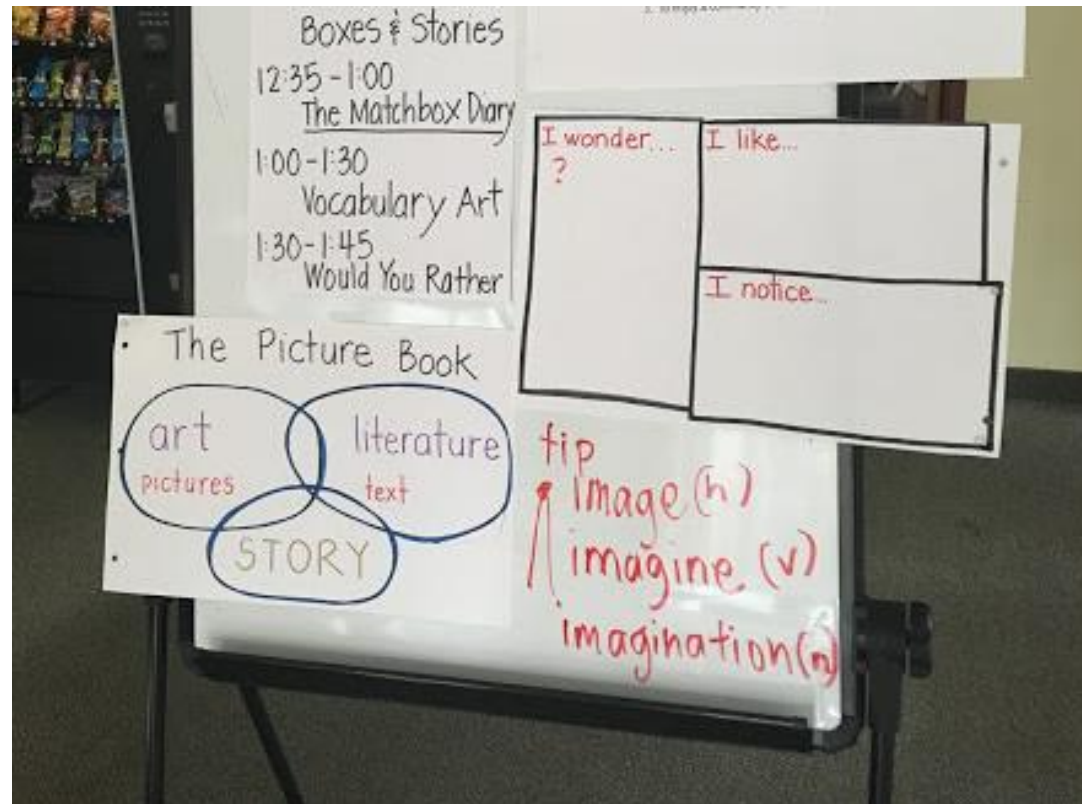 Boxes & Stories
12:35-1:00
The Matchbox Diary
1:00-1:30
Vocabulary Art
1:30-1:45
Would You Rather
I wonder...
?
I like...
I notice...
The Picture Book
art
pictures
literature
text
STORY
tip
image (n)
imagine (v)
imagination (n)